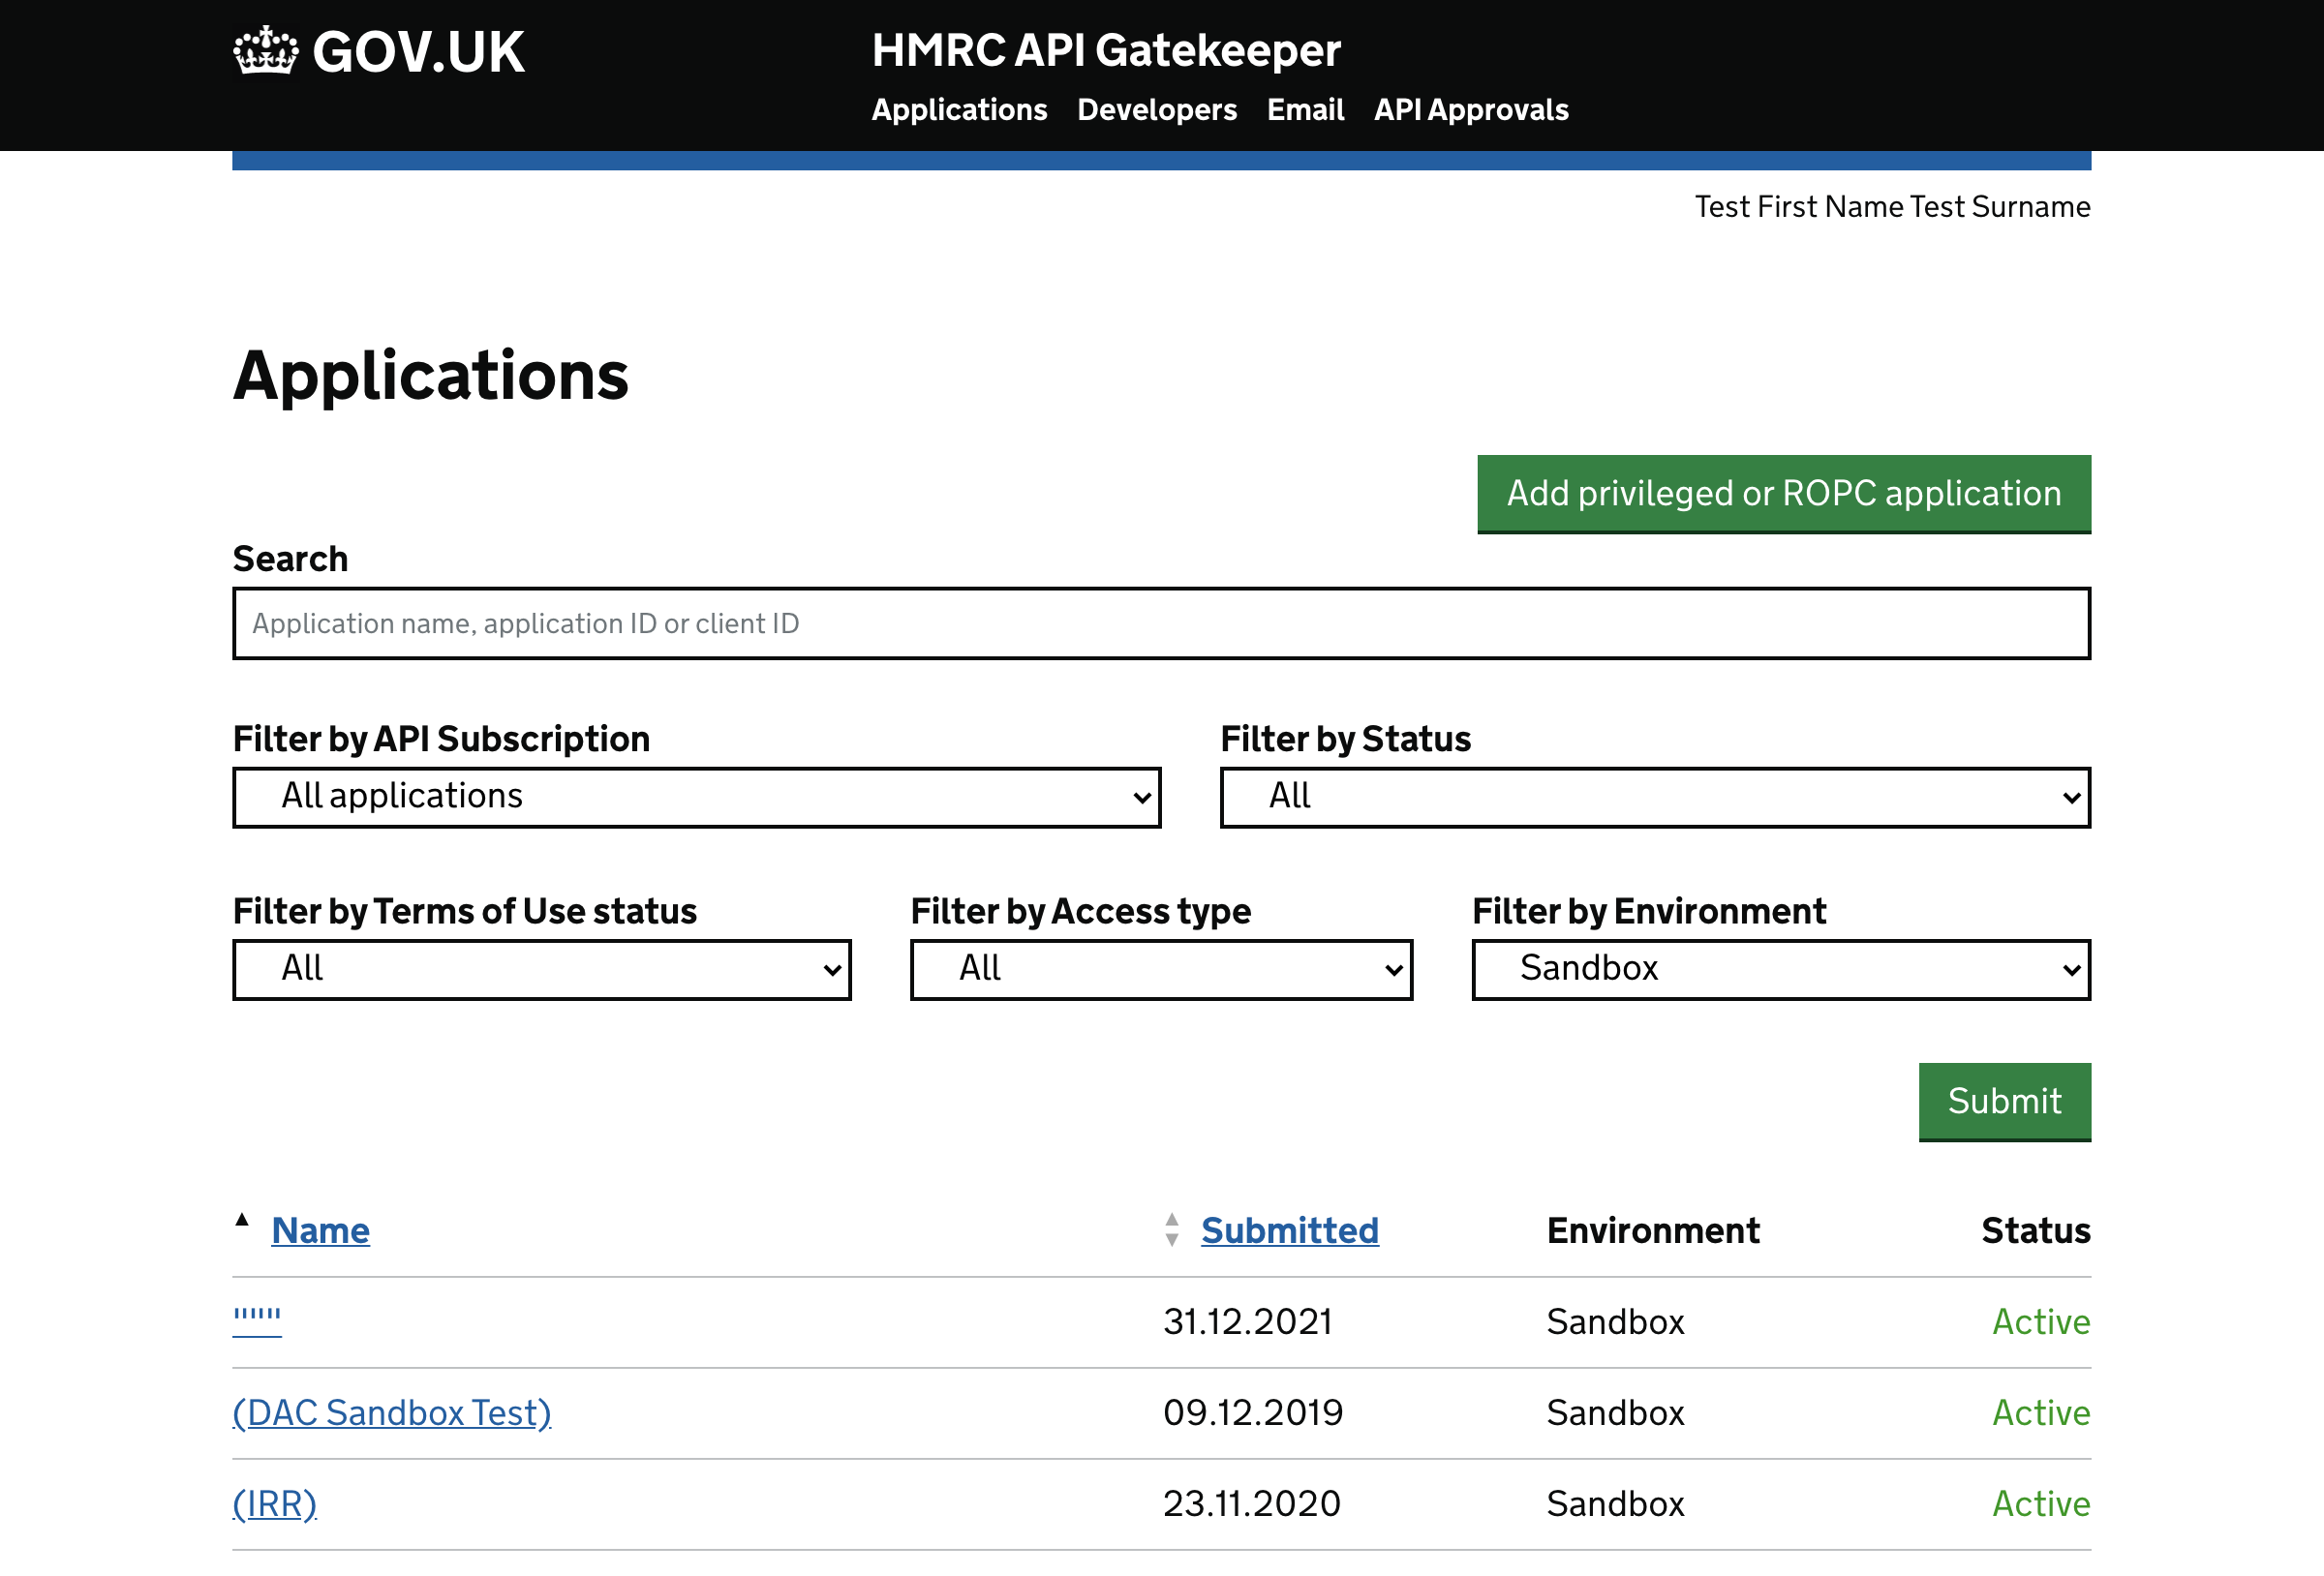 GOV.UK
HMRC API Gatekeeper
Applications Developers Email API Approvals
Test First Name Test Surname
Applications
Add privileged or ROPC application
Search
Application name, application ID or client ID
Filter by API Subscription Filter by Status
All applications All
Filter by Terms of Use status Filter by Access type Filter by Environment
All All Sandbox
Submit
▲ Name ▲▼ Submitted Environment Status
'''''' 31.12.2021 Sandbox Active
(DAC Sandbox Test) 09.12.2019 Sandbox Active
(IRR) 23.11.2020 Sandbox Active